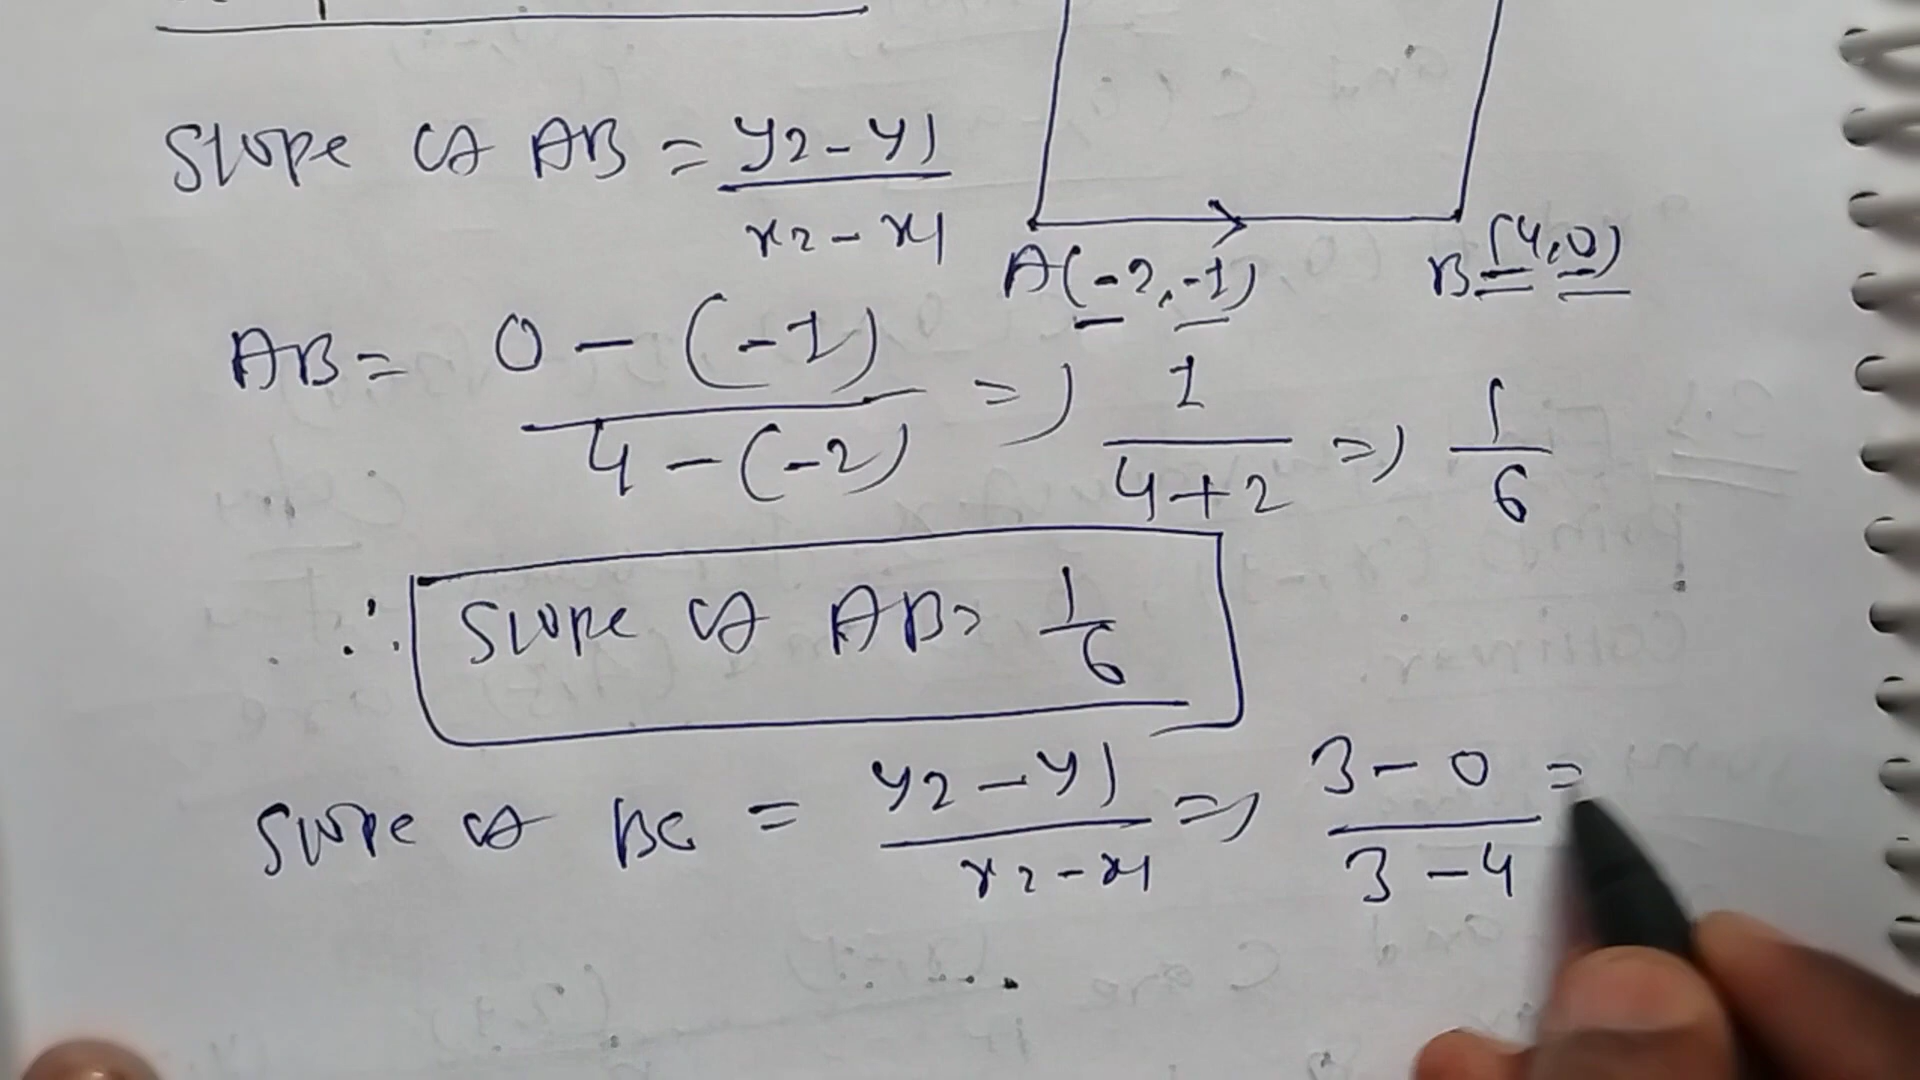 Slope of AB = y2 - y1 / x2 - x1
A(-2,-1)
B(4,0)
AB = 0 - (-1) / 4 - (-2) => 1 / 4+2 => 1 / 6
∴ Slope of AB = 1 / 6
Slope of BC = y2 - y1 / x2 - x1 => 3 - 0 / 3 - 4 =